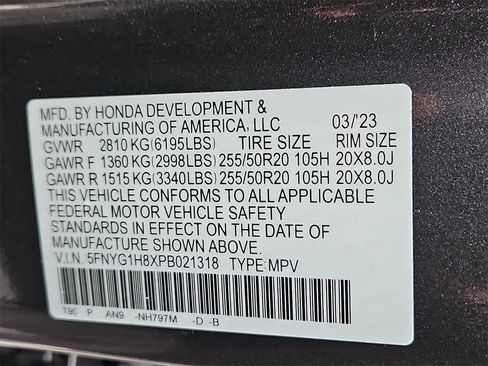 MFD. BY HONDA DEVELOPMENT &
MANUFACTURING OF AMERICA, LLC 03/'23
GVWR 2810 KG(6195LBS) TIRE SIZE RIM SIZE
GAWR F 1360 KG(2998LBS) 255/50R20 105H 20X8.0J
GAWR R 1515 KG(3340LBS) 255/50R20 105H 20X8.0J
THIS VEHICLE CONFORMS TO ALL APPLICABLE
FEDERAL MOTOR VEHICLE SAFETY
STANDARDS IN EFFECT ON THE DATE OF
MANUFACTURE SHOWN ABOVE.
V.I.N. 5FNYG1H8XPB021318 TYPE: MPV
T90 P AN9 -NH797M -D -B